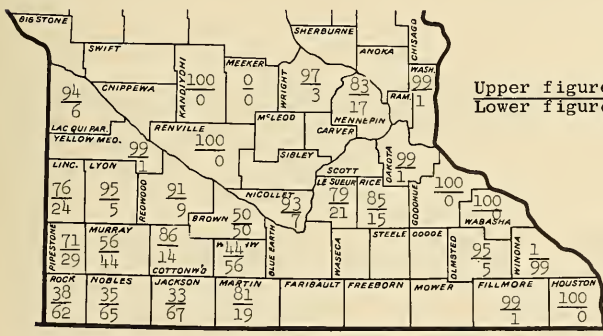 BIG STONE
SHERBURNE
CHISAGO
SWIFT
ANOKA
MEEKER
KANDIYOHI
100
0
0
0
WRIGHT
97
3
WASH.
99
1
CHIPPEWA
83
17
RAM.
Upper figure
Lower figure
94
6
McLEOD
HENNEPIN
LAC QUI PAR.
RENVILLE
CARVER
YELLOW MED.
99
1
100
0
SIBLEY
DAKOTA
99
1
SCOTT
LINC.
LYON
LE SUEUR
RICE
76
24
95
5
REDWOOD
91
9
NICOLLET
93
7
79
21
85
15
GOODHUE
100
0
100
0
BROWN
50
50
WABASHA
PIPESTONE
71
29
MURRAY
56
44
86
14
COTTONW'D
44
56
BLUE EARTH
WASECA
STEELE
DODGE
OLMSTED
95
5
WINONA
1
99
ROCK
NOBLES
JACKSON
MARTIN
FARIBAULT
FREEBORN
MOWER
FILLMORE
HOUSTON
38
62
35
65
33
67
81
19
99
1
100
0